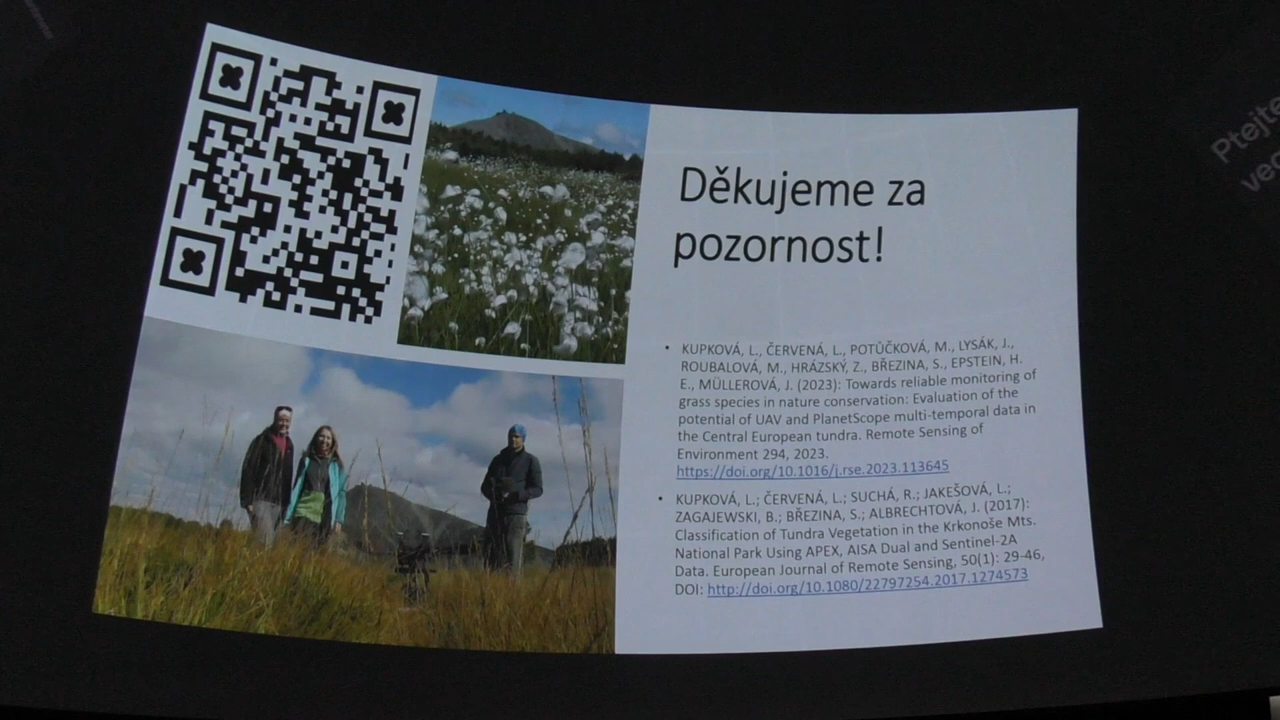 Děkujeme za
pozornost!
• KUPKOVÁ, L., ČERVENÁ, L., POTŮČKOVÁ, M., LYSÁK, J.,
ROUBALOVÁ, M., HRÁZSKÝ, Z., BŘEZINA, S., EPSTEIN, H.
E., MÜLLEROVÁ, J. (2023): Towards reliable monitoring of
grass species in nature conservation: Evaluation of the
potential of UAV and PlanetScope multi-temporal data in
the Central European tundra. Remote Sensing of
Environment 294, 2023.
https://doi.org/10.1016/j.rse.2023.113645
• KUPKOVÁ, L.; ČERVENÁ, L.; SUCHÁ, R.; JAKEŠOVÁ, L.;
ZAGAJEWSKI, B.; BŘEZINA, S.; ALBRECHTOVÁ, J. (2017):
Classification of Tundra Vegetation in the Krkonoše Mts.
National Park Using APEX, AISA Dual and Sentinel-2A
Data. European Journal of Remote Sensing, 50(1): 29-46,
DOI: http://doi.org/10.1080/22797254.2017.1274573